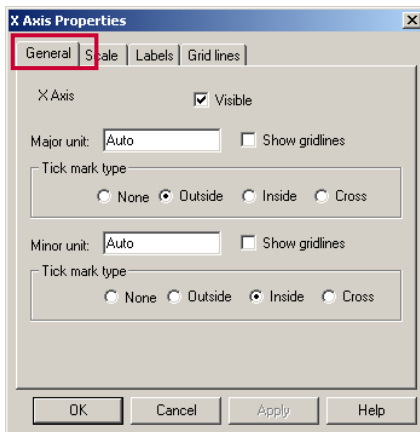 X Axis Properties
General Scale Labels Grid lines
X Axis Visible
Major unit: Auto Show gridlines
Tick mark type
None Outside Inside Cross
Minor unit: Auto Show gridlines
Tick mark type
None Outside Inside Cross
OK Cancel Apply Help